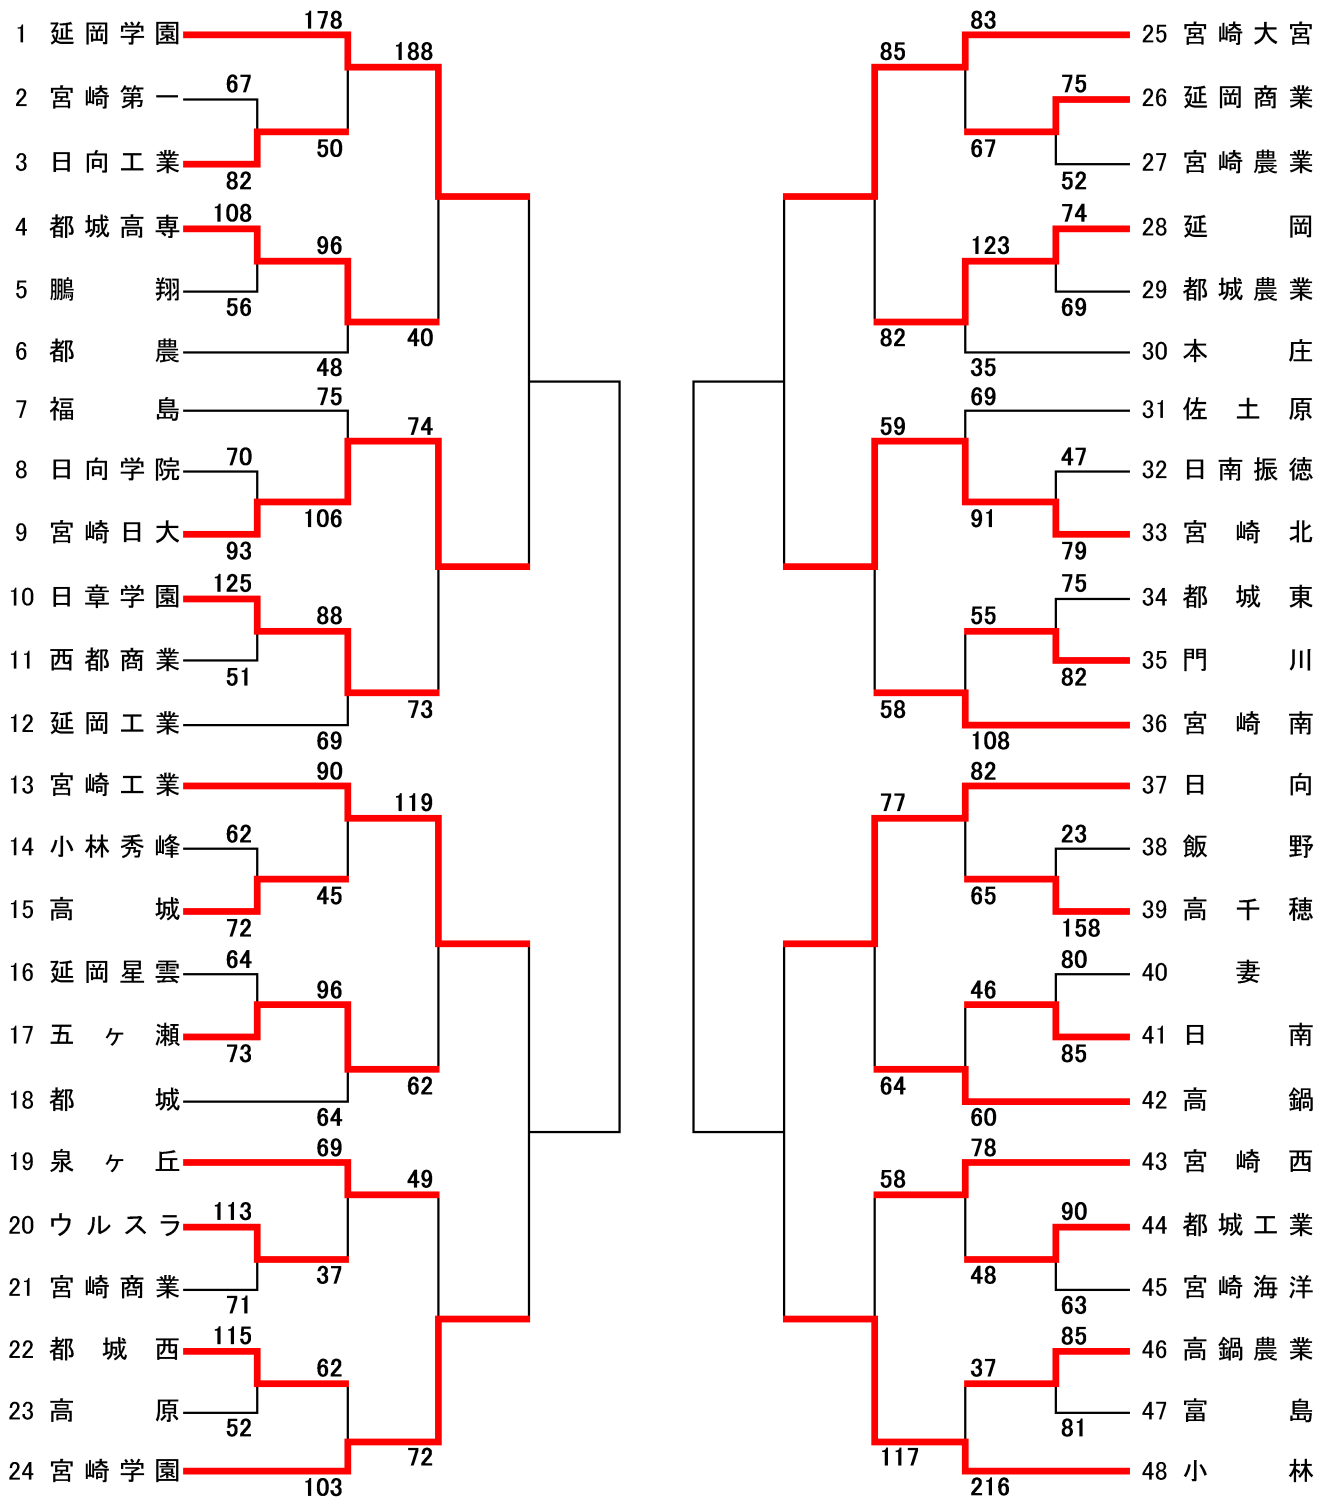 178
1 延岡学園
188
67
2 宮崎第一
50
3 日向工業
82
108
4 都城高専
96
5 鵬翔
56
40
6 都農
48
75
7 福島
74
70
8 日向学院
106
9 宮崎日大
93
125
10 日章学園
88
11 西都商業
51
73
12 延岡工業
69
90
13 宮崎工業
119
62
14 小林秀峰
45
15 高城
72
64
16 延岡星雲
96
17 五ヶ瀬
73
62
18 都城
64
69
19 泉ヶ丘
49
113
20 ウルスラ
37
21 宮崎商業
71
115
22 都城西
62
23 高原
52
72
24 宮崎学園
103
83
25 宮崎大宮
85
75
26 延岡商業
67
27 宮崎農業
52
74
28 延岡
123
29 都城農業
69
82
30 本庄
35
69
31 佐土原
59
47
32 日南振徳
91
33 宮崎北
79
75
34 都城東
55
35 門川
82
58
36 宮崎南
108
82
37 日向
77
23
38 飯野
65
39 高千穂
158
80
40 妻
46
41 日南
85
64
42 高鍋
60
78
43 宮崎西
58
90
44 都城工業
48
45 宮崎海洋
63
85
46 高鍋農業
37
47 富島
81
117
48 小林
216